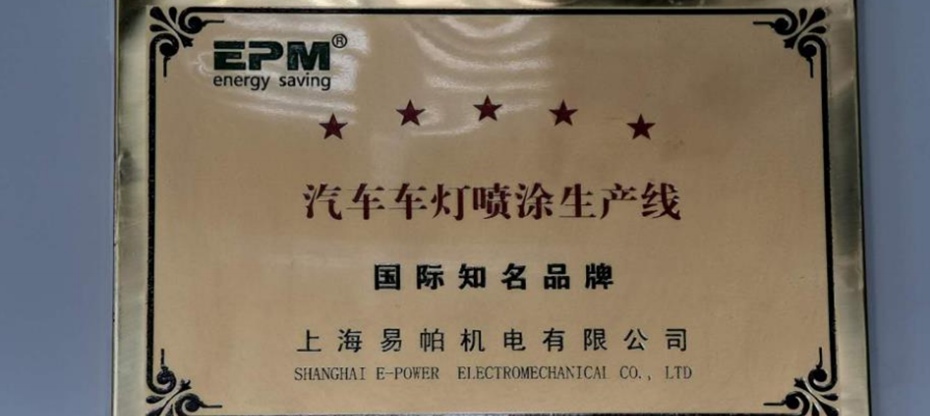 EPM®
energy saving
汽车车灯喷涂生产线
国际知名品牌
上海易帕机电有限公司
SHANGHAI E-POWER ELECTROMECHANICAL CO., LTD